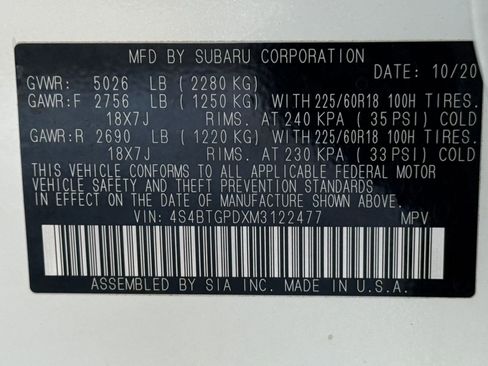 MFD BY SUBARU CORPORATION
DATE: 10/20
GVWR: 5026 LB (2280 KG)
GAWR:F 2756 LB (1250 KG) WITH 225/60R18 100H TIRES.
18X7J RIMS. AT 240 KPA (35 PSI) COLD
GAWR:R 2690 LB (1220 KG) WITH 225/60R18 100H TIRES.
18X7J RIMS. AT 230 KPA (33 PSI) COLD
THIS VEHICLE CONFORMS TO ALL APPLICABLE FEDERAL MOTOR
VEHICLE SAFETY AND THEFT PREVENTION STANDARDS
IN EFFECT ON THE DATE OF MANUFACTURE SHOWN ABOVE.
VIN: 4S4BTGPDXM3122477 MPV
ASSEMBLED BY SIA INC. MADE IN U.S.A.